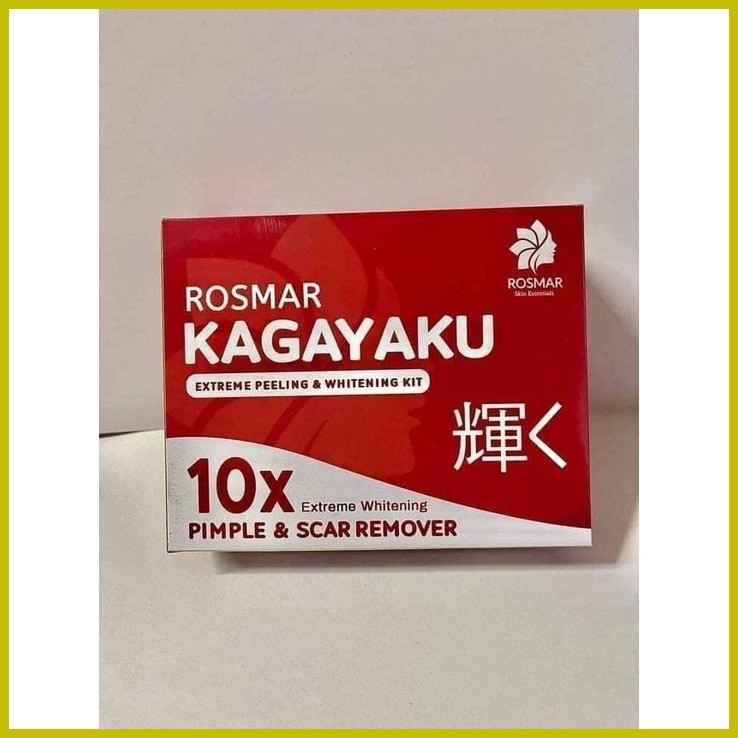 ROSMAR
Skin Essentials
ROSMAR
KAGAYAKU
EXTREME PEELING & WHITENING KIT
輝く
10x Extreme Whitening
PIMPLE & SCAR REMOVER